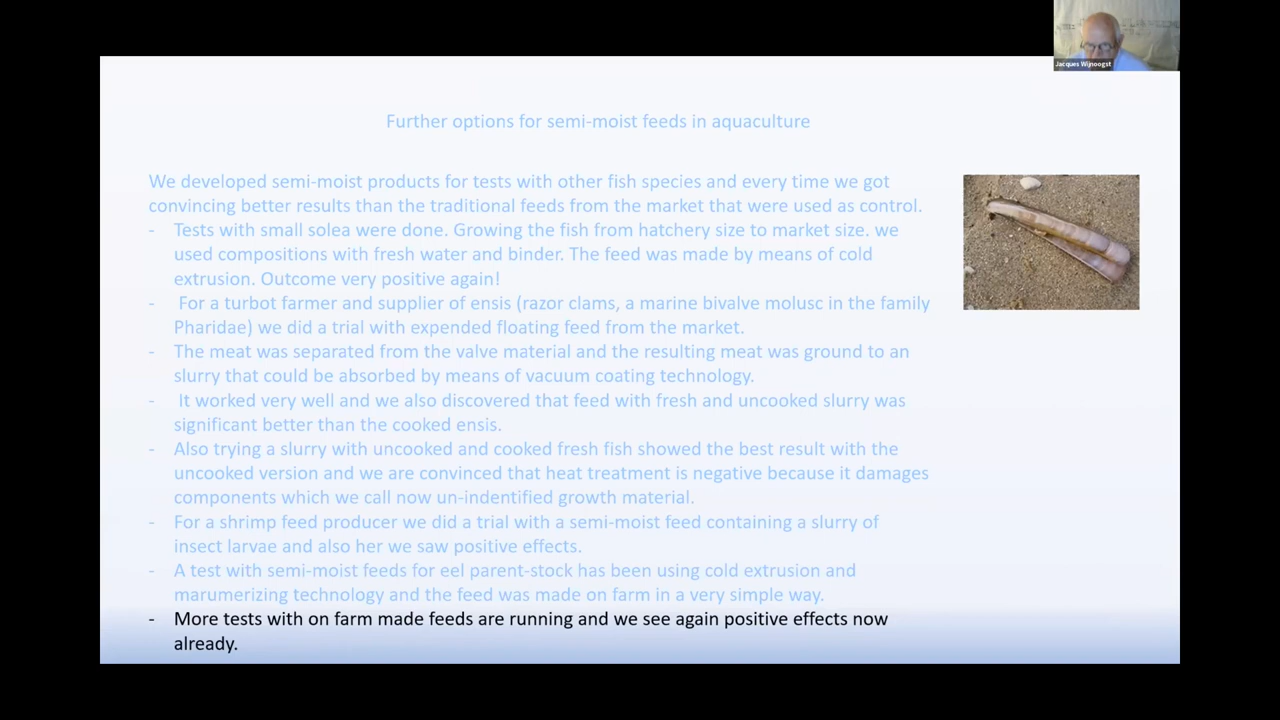 Jacques Wijnoogst
Further options for semi-moist feeds in aquaculture
We developed semi-moist products for tests with other fish species and every time we got
convincing better results than the traditional feeds from the market that were used as control.
- Tests with small solea were done. Growing the fish from hatchery size to market size. we
used compositions with fresh water and binder. The feed was made by means of cold
extrusion. Outcome very positive again!
- For a turbot farmer and supplier of ensis (razor clams, a marine bivalve molusc in the family
Pharidae) we did a trial with expended floating feed from the market.
- The meat was separated from the valve material and the resulting meat was ground to an
slurry that could be absorbed by means of vacuum coating technology.
- It worked very well and we also discovered that feed with fresh and uncooked slurry was
significant better than the cooked ensis.
- Also trying a slurry with uncooked and cooked fresh fish showed the best result with the
uncooked version and we are convinced that heat treatment is negative because it damages
components which we call now un-indentified growth material.
- For a shrimp feed producer we did a trial with a semi-moist feed containing a slurry of
insect larvae and also her we saw positive effects.
- A test with semi-moist feeds for eel parent-stock has been using cold extrusion and
marumerizing technology and the feed was made on farm in a very simple way.
- More tests with on farm made feeds are running and we see again positive effects now
already.